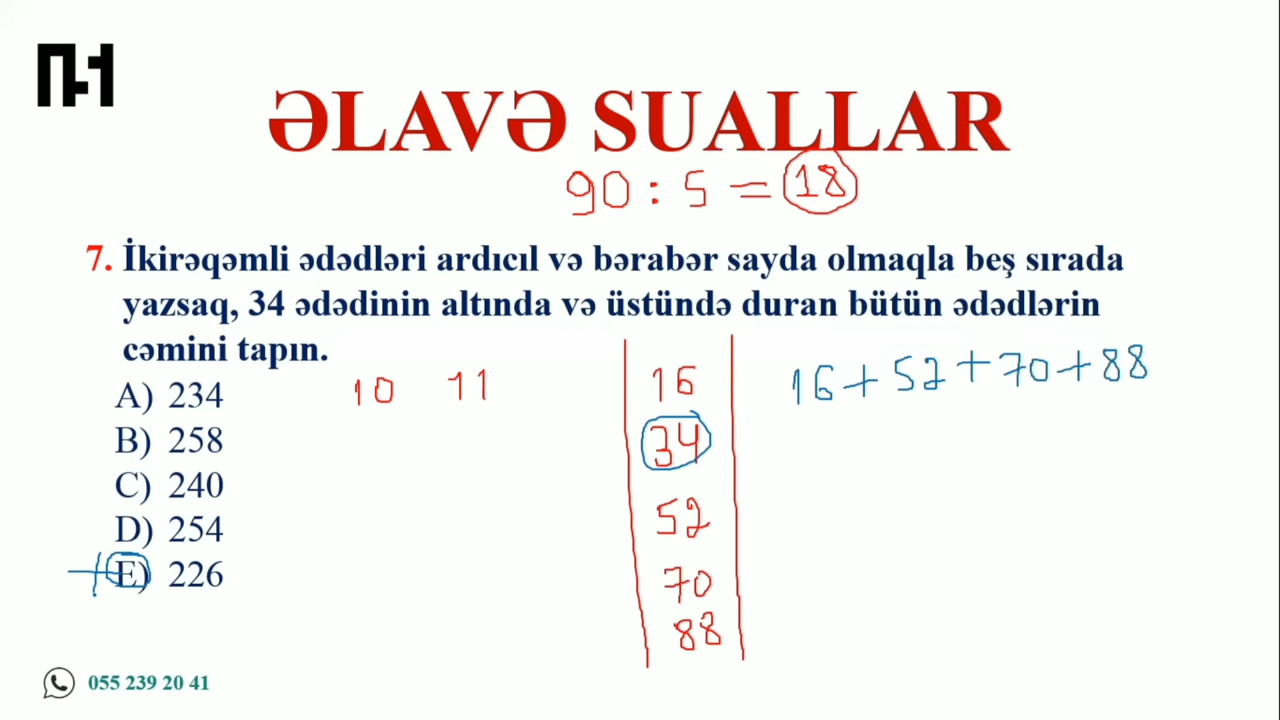 ƏLAVƏ SUALLAR
90 : 5 = 18
7. İkirəqəmli ədədləri ardıcıl və bərabər sayda olmaqla beş sırada
yazsaq, 34 ədədinin altında və üstündə duran bütün ədədlərin
cəmini tapın.
A) 234
B) 258
C) 240
D) 254
E) 226
10 11
16
34
52
70
88
16 + 52 + 70 + 88
055 239 20 41